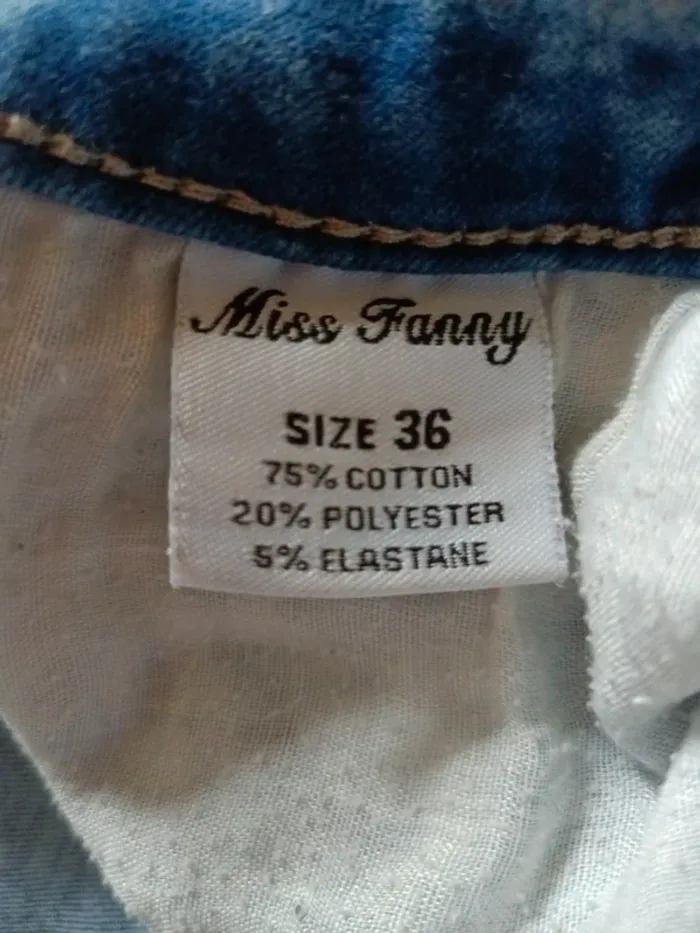 Miss Fanny
SIZE 36
75% COTTON
20% POLYESTER
5% ELASTANE